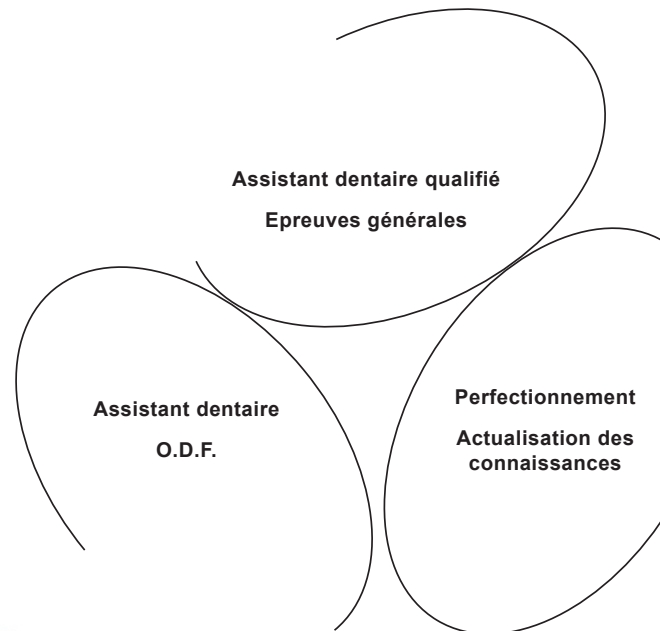 Assistant dentaire qualifié
Epreuves générales
Assistant dentaire
O.D.F.
Perfectionnement
Actualisation des
connaissances